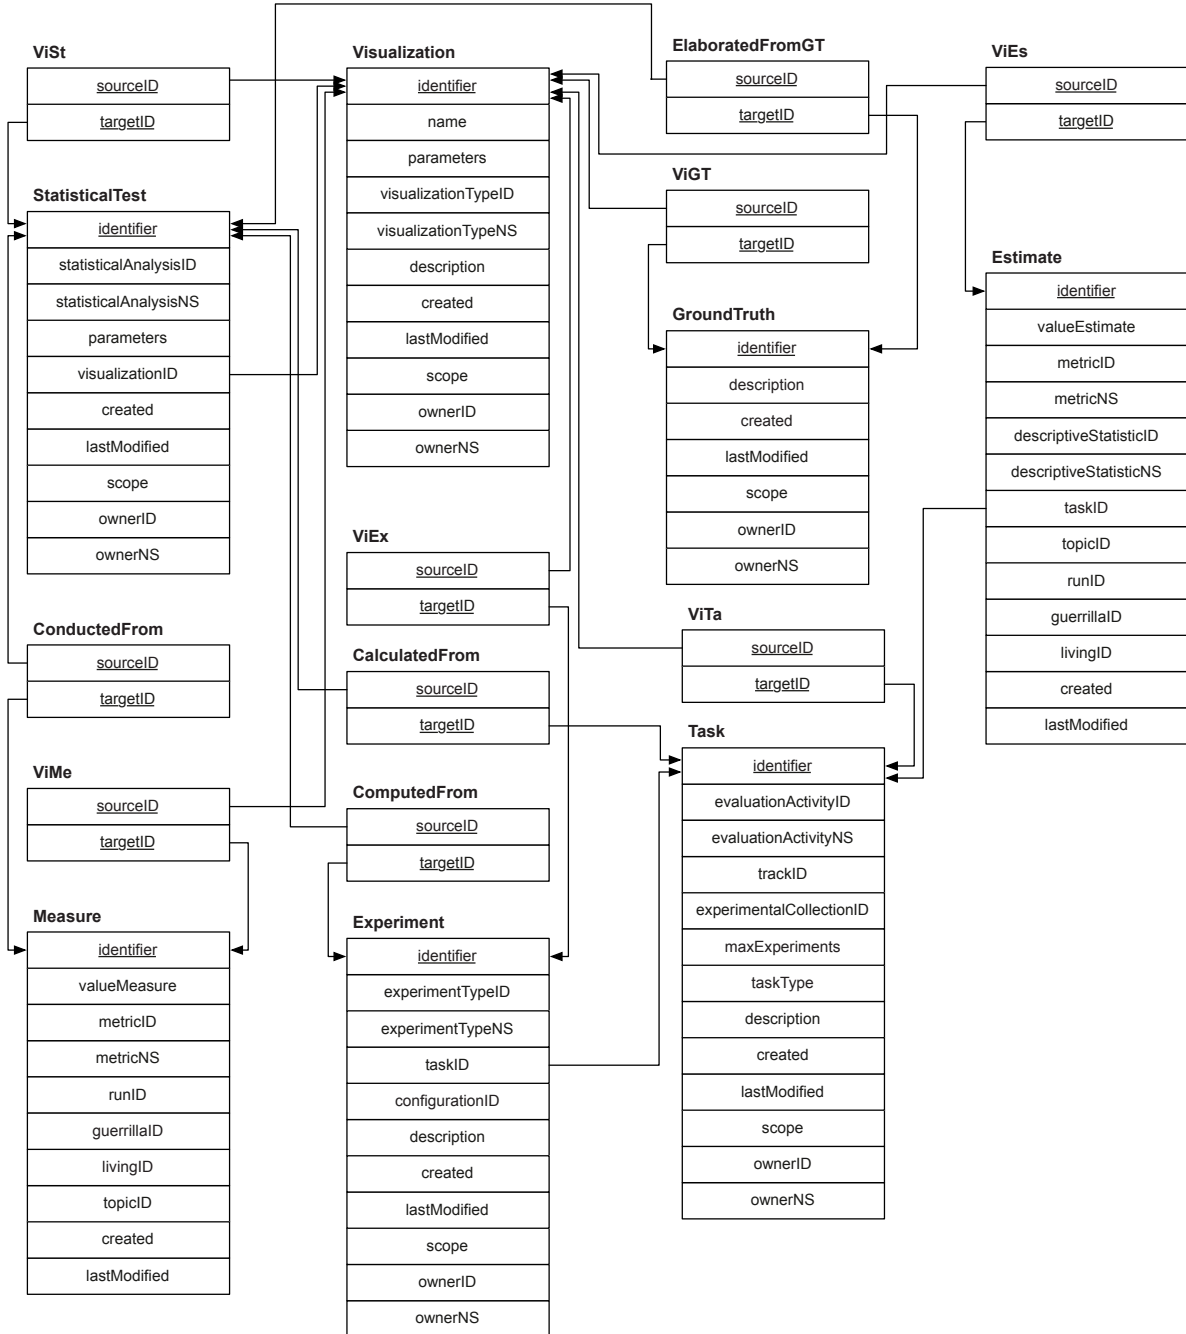 ViSt
sourceID
targetID
StatisticalTest
identifier
statisticalAnalysisID
statisticalAnalysisNS
parameters
visualizationID
created
lastModified
scope
ownerID
ownerNS
ConductedFrom
sourceID
targetID
ViMe
sourceID
targetID
Measure
identifier
valueMeasure
metricID
metricNS
runID
guerrillaID
livingID
topicID
created
lastModified
Visualization
identifier
name
parameters
visualizationTypeID
visualizationTypeNS
description
created
lastModified
scope
ownerID
ownerNS
ViEx
sourceID
targetID
CalculatedFrom
sourceID
targetID
ComputedFrom
sourceID
targetID
Experiment
identifier
experimentTypeID
experimentTypeNS
taskID
configurationID
description
created
lastModified
scope
ownerID
ownerNS
ElaboratedFromGT
sourceID
targetID
ViGT
sourceID
targetID
GroundTruth
identifier
description
created
lastModified
scope
ownerID
ownerNS
ViTa
sourceID
targetID
Task
identifier
evaluationActivityID
evaluationActivityNS
trackID
experimentalCollectionID
maxExperiments
taskType
description
created
lastModified
scope
ownerID
ownerNS
ViEs
sourceID
targetID
Estimate
identifier
valueEstimate
metricID
metricNS
descriptiveStatisticID
descriptiveStatisticNS
taskID
topicID
runID
guerrillaID
livingID
created
lastModified